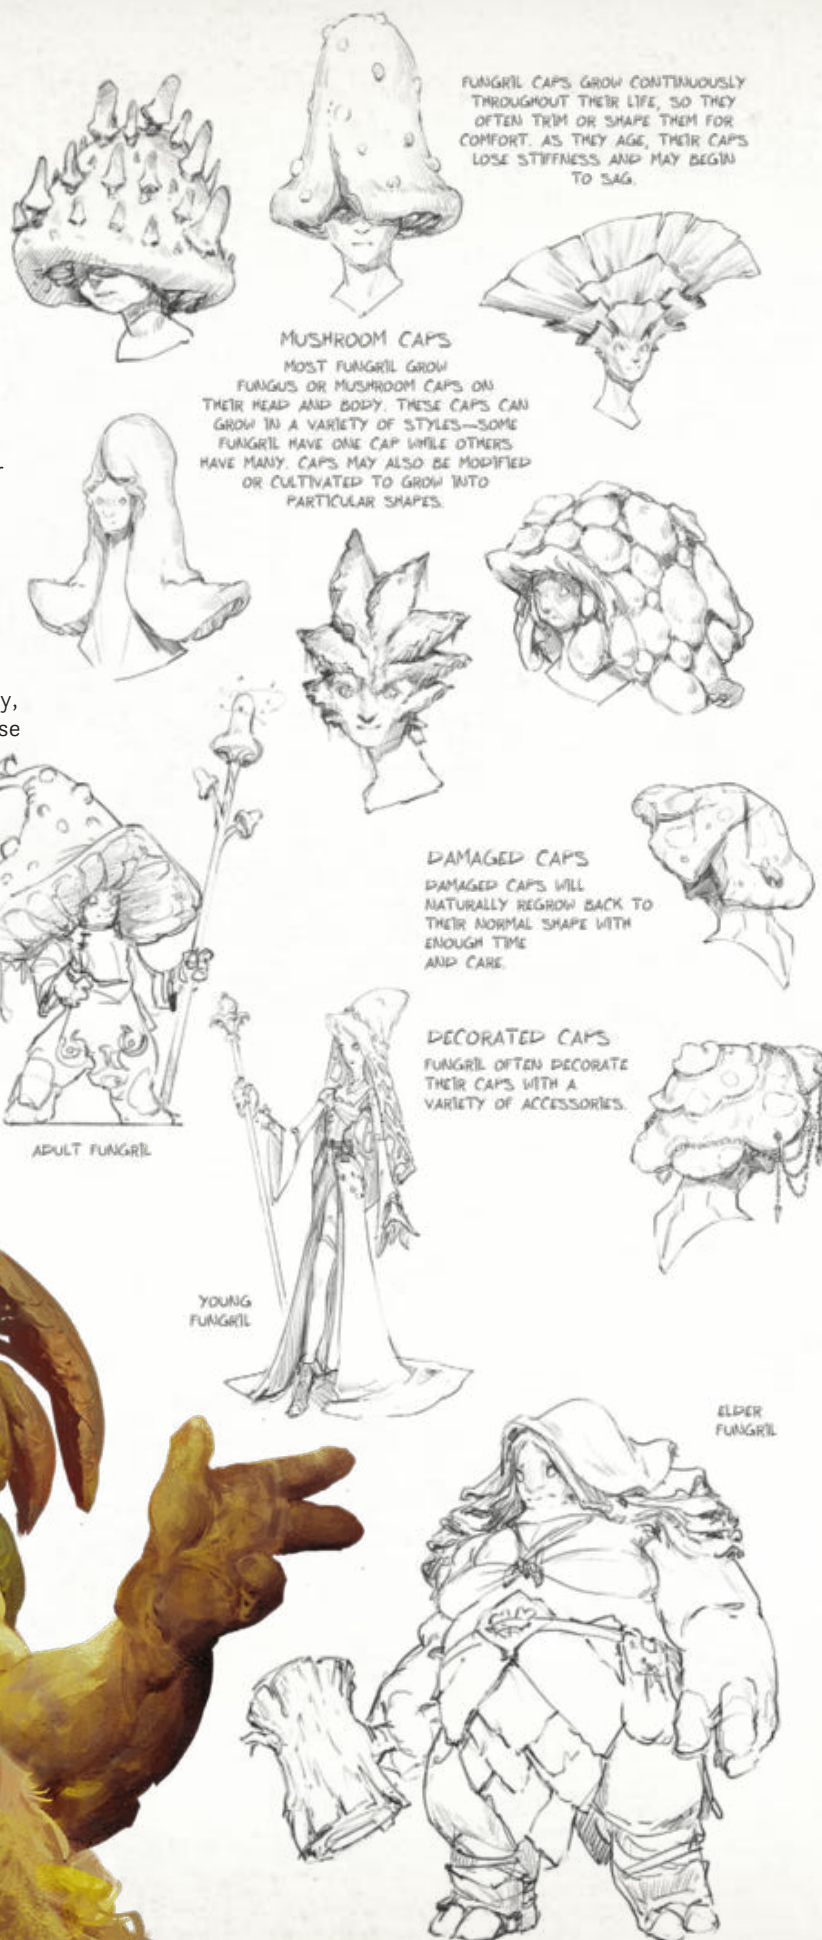 FUNGRIL CAPS GROW CONTINUOUSLY
THROUGHOUT THEIR LIFE, SO THEY
OFTEN TRIM OR SHAPE THEM FOR
COMFORT. AS THEY AGE, THEIR CAPS
LOSE STIFFNESS AND MAY BEGIN
TO SAG.
MUSHROOM CAPS
MOST FUNGRIL GROW
FUNGUS OR MUSHROOM CAPS ON
THEIR HEAD AND BODY. THESE CAPS CAN
GROW IN A VARIETY OF STYLES—SOME
FUNGRIL HAVE ONE CAP WHILE OTHERS
HAVE MANY. CAPS MAY ALSO BE MODIFIED
OR CULTIVATED TO GROW INTO
PARTICULAR SHAPES.
y,
se
DAMAGED CAPS
DAMAGED CAPS WILL
NATURALLY REGROW BACK TO
THEIR NORMAL SHAPE WITH
ENOUGH TIME
AND CARE.
DECORATED CAPS
FUNGRIL OFTEN DECORATE
THEIR CAPS WITH A
VARIETY OF ACCESSORIES.
ADULT FUNGRIL
YOUNG
FUNGRIL
ELDER
FUNGRIL